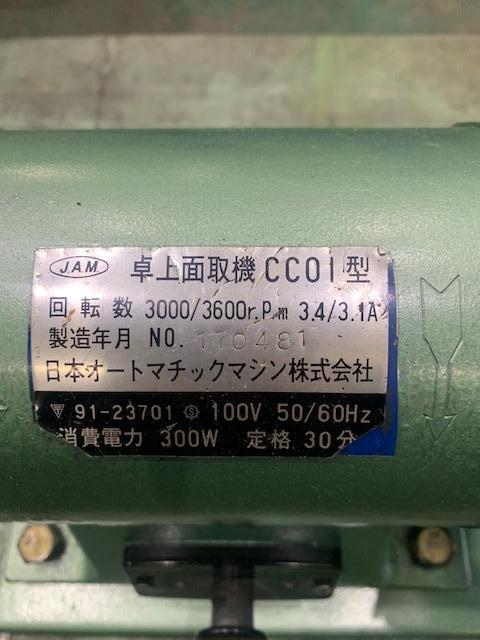 J.A.M. 卓上面取機 CC01型
回転数 3000/3600r.P.m 3.4/3.1A
製造年月 NO. 170481
日本オートマチックマシン株式会社
▽ 91-23701 Ⓢ 100V 50/60Hz
消費電力 300W 定格 30分